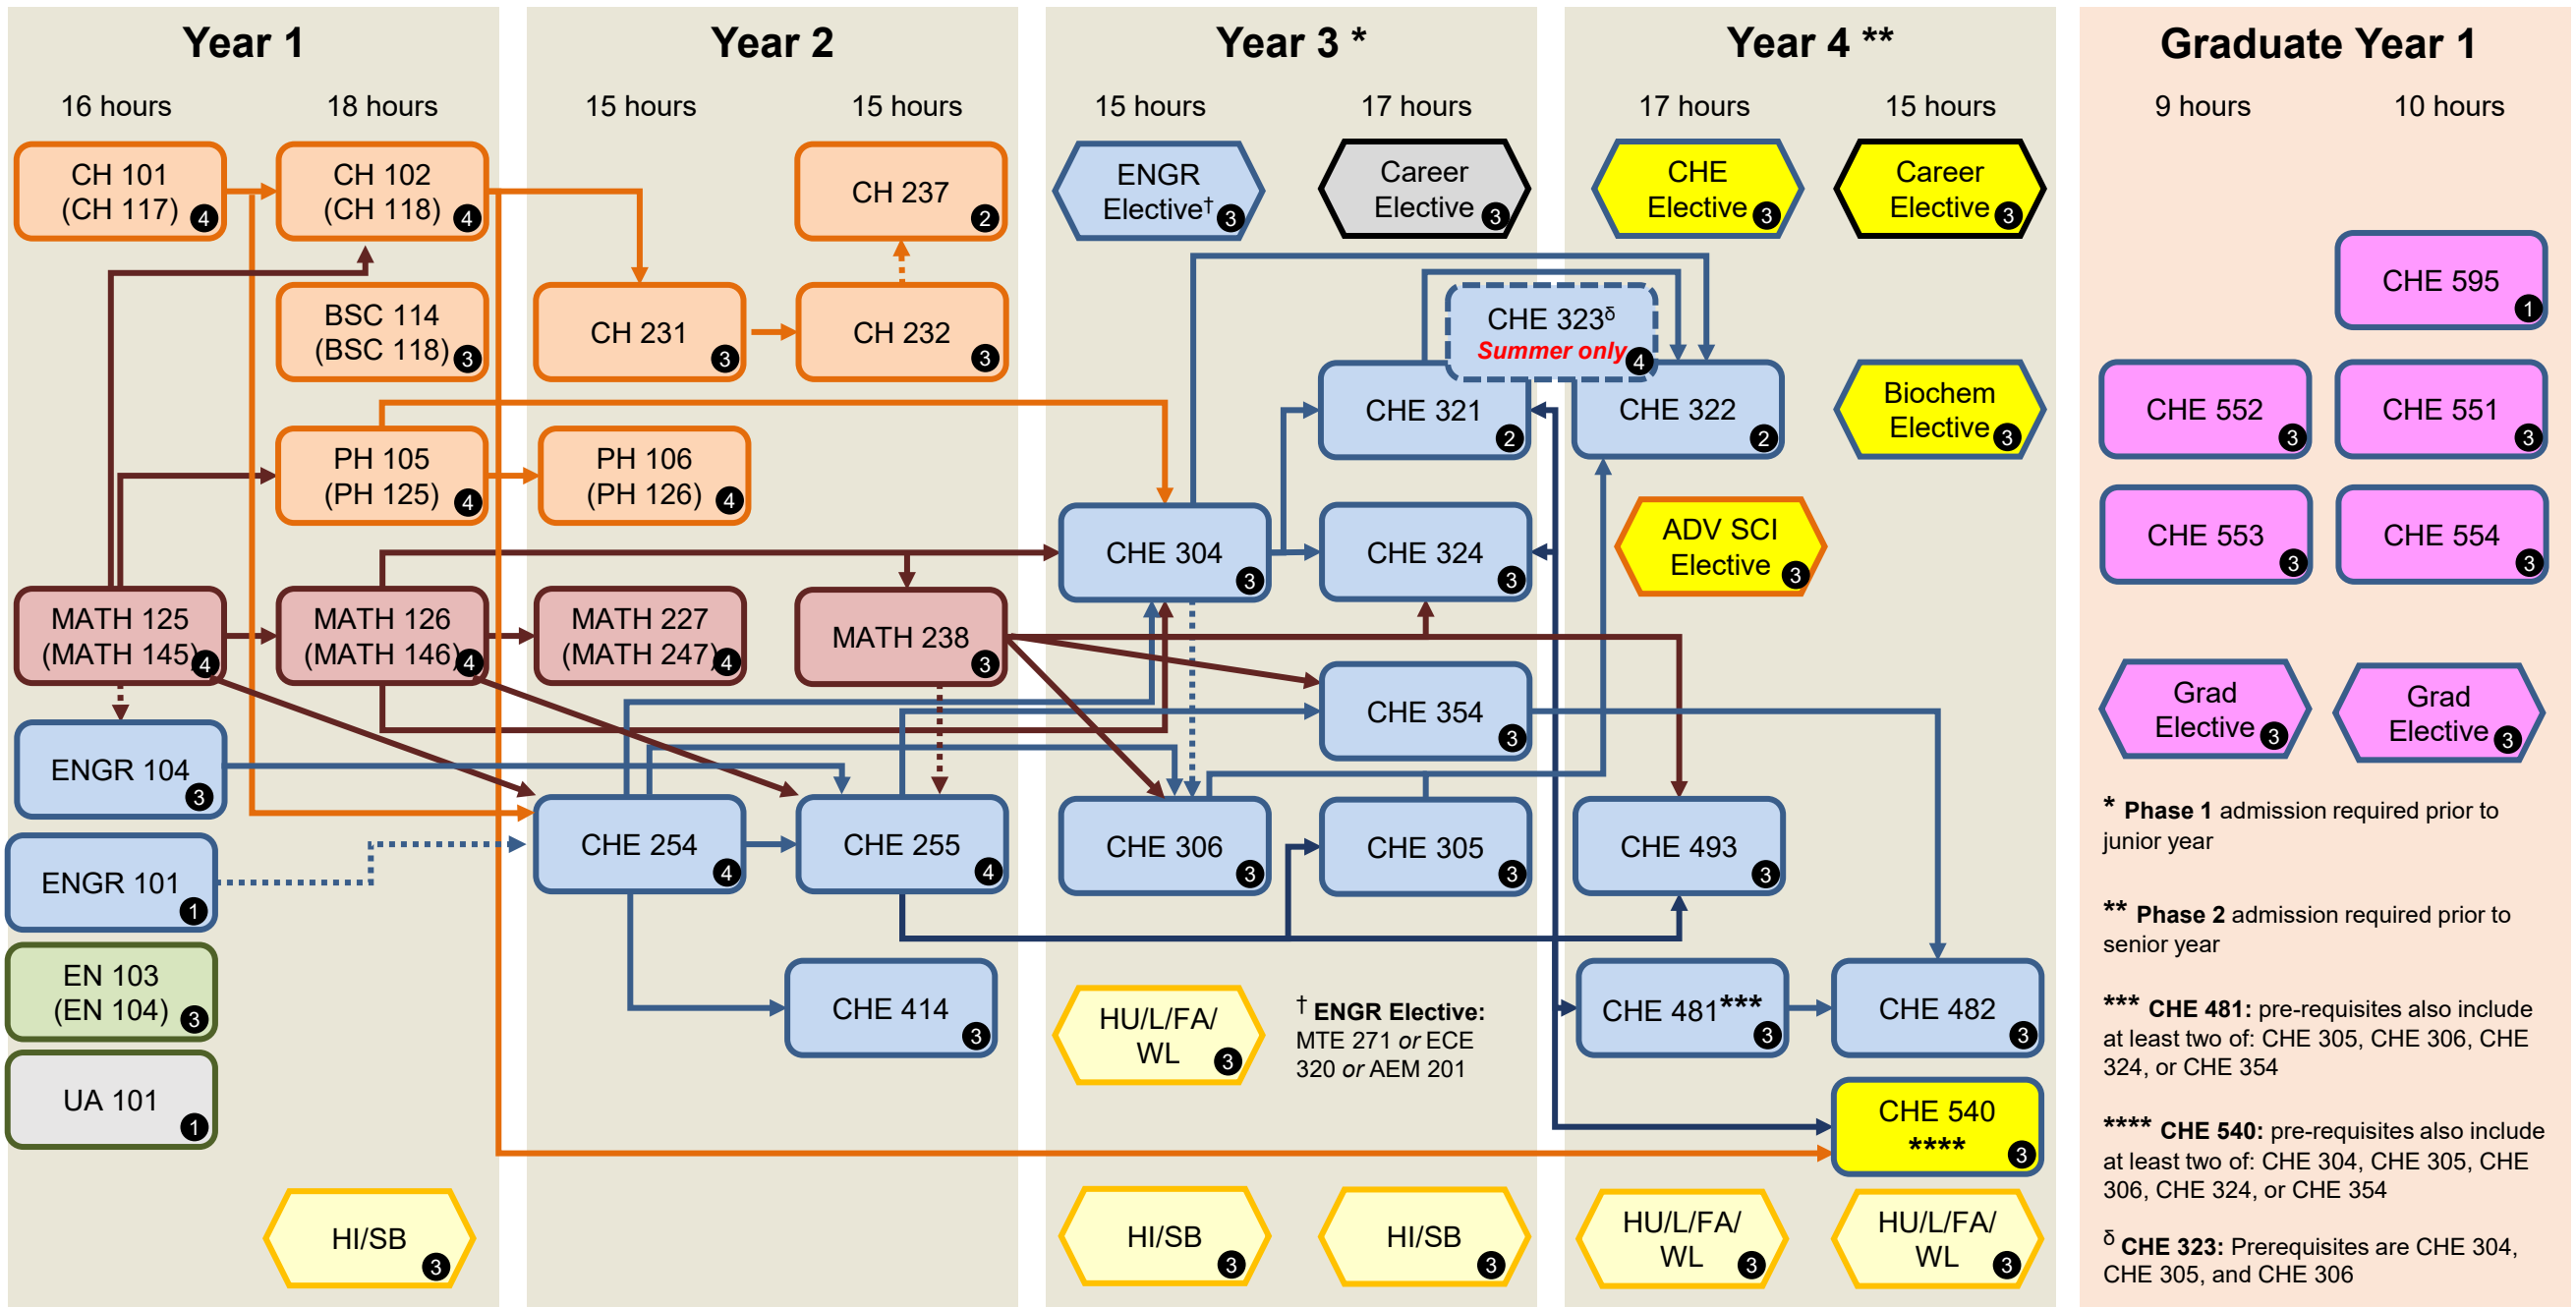 Year 1
Year 2
Year 3 *
Year 4 **
Graduate Year 1
16 hours
18 hours
15 hours
15 hours
15 hours
17 hours
17 hours
15 hours
9 hours
10 hours
CH 101
(CH 117)
4
CH 102
(CH 118)
4
CH 237
2
ENGR
Elective†
3
Career
Elective
3
CHE
Elective
3
Career
Elective
3
CHE 595
1
BSC 114
(BSC 118)
3
CH 231
3
CH 232
3
CHE 323δ
Summer only
4
CHE 321
2
CHE 322
2
Biochem
Elective
3
CHE 552
3
CHE 551
3
PH 105
(PH 125)
4
PH 106
(PH 126)
4
CHE 304
3
CHE 324
3
ADV SCI
Elective
3
CHE 553
3
CHE 554
3
MATH 125
(MATH 145)
4
MATH 126
(MATH 146)
4
MATH 227
(MATH 247)
4
MATH 238
3
CHE 354
3
Grad
Elective
3
Grad
Elective
3
ENGR 104
3
CHE 254
4
CHE 255
4
CHE 306
3
CHE 305
3
CHE 493
3
ENGR 101
1
EN 103
(EN 104)
3
CHE 414
3
HU/L/FA/
WL
3
† ENGR Elective:
MTE 271 or ECE
320 or AEM 201
CHE 481***
3
CHE 482
3
UA 101
1
CHE 540
****
3
HI/SB
3
HI/SB
3
HI/SB
3
HU/L/FA/
WL
3
HU/L/FA/
WL
3
* Phase 1 admission required prior to
junior year
** Phase 2 admission required prior to
senior year
*** CHE 481: pre-requisites also include
at least two of: CHE 305, CHE 306, CHE
324, or CHE 354
**** CHE 540: pre-requisites also include
at least two of: CHE 304, CHE 305, CHE
306, CHE 324, or CHE 354
δ CHE 323: Prerequisites are CHE 304,
CHE 305, and CHE 306